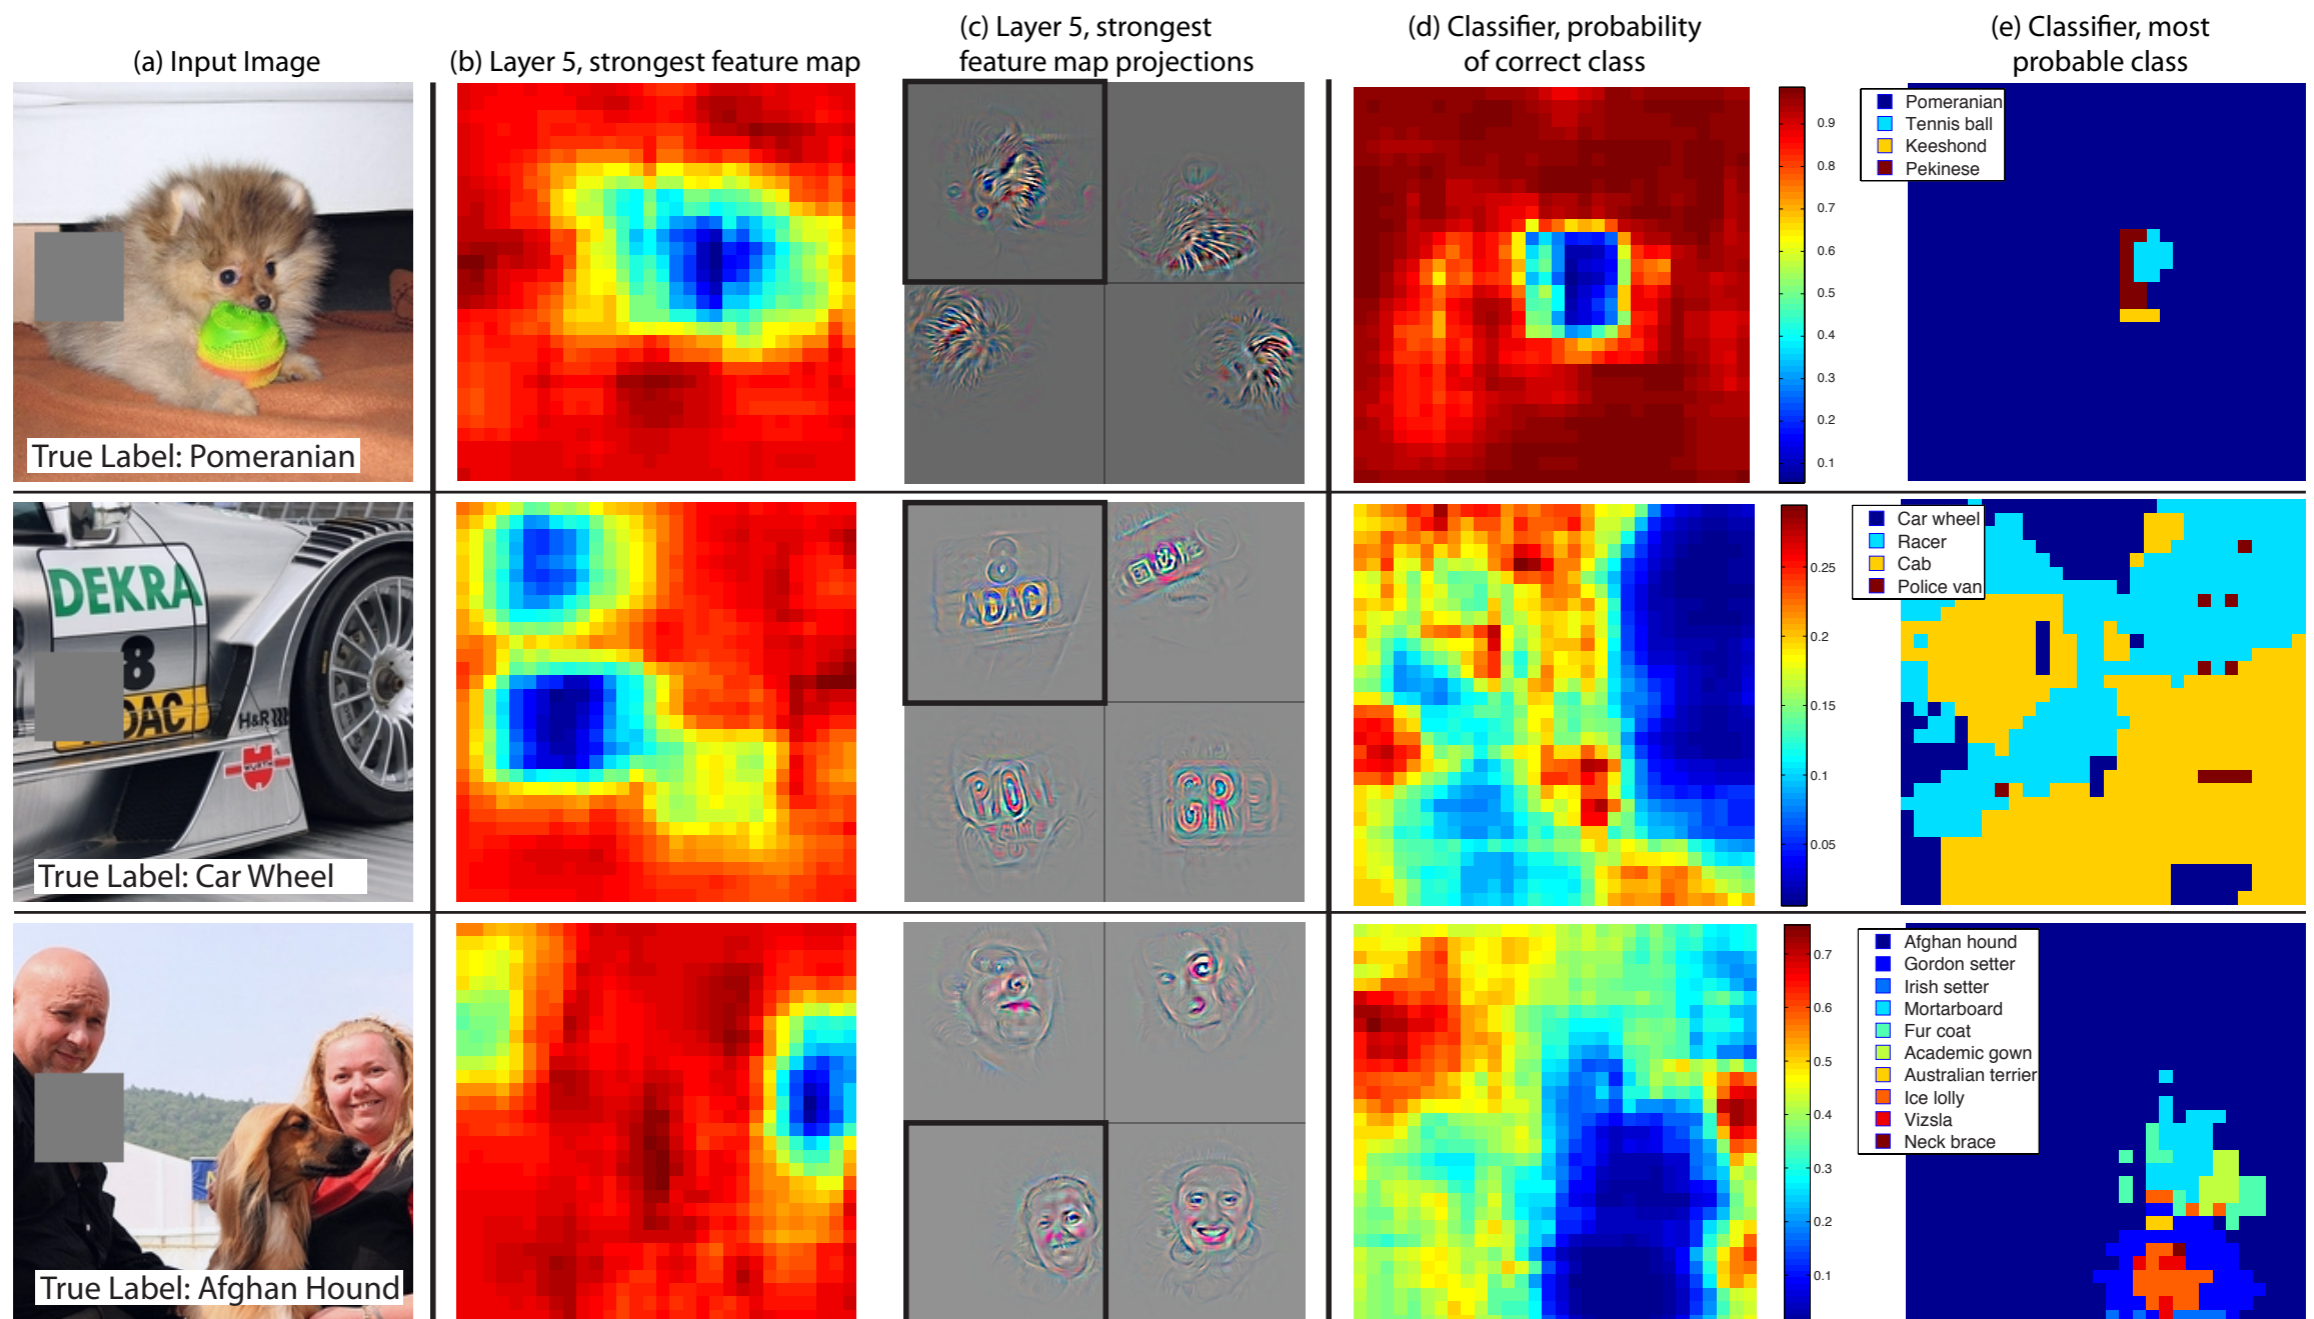 (a) Input Image
(b) Layer 5, strongest feature map
(c) Layer 5, strongest
feature map projections
(d) Classifier, probability
of correct class
(e) Classifier, most
probable class
True Label: Pomeranian
0.9
0.8
0.7
0.6
0.5
0.4
0.3
0.2
0.1
Pomeranian
Tennis ball
Keeshond
Pekinese
DEKRA
8
DAC
H&R
WÜRTH
True Label: Car Wheel
8
ADAC
PON
GRE
0.25
0.2
0.15
0.1
0.05
Car wheel
Racer
Cab
Police van
True Label: Afghan Hound
0.7
0.6
0.5
0.4
0.3
0.2
0.1
Afghan hound
Gordon setter
Irish setter
Mortarboard
Fur coat
Academic gown
Australian terrier
Ice lolly
Vizsla
Neck brace